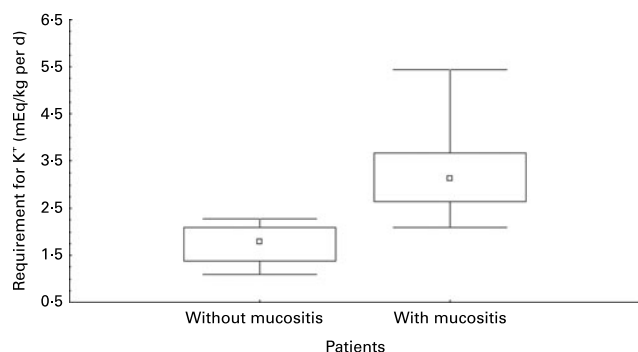 Requirement for K⁺ (mEq/kg per d)
6·5
5·5
4·5
3·5
2·5
1·5
0·5
Without mucositis
With mucositis
Patients